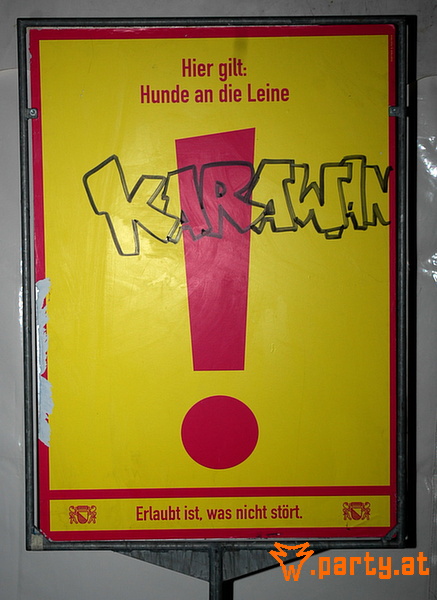 Hier gilt:
Hunde an die Leine
KARAWAN
Erlaubt ist, was nicht stört.
.party.at